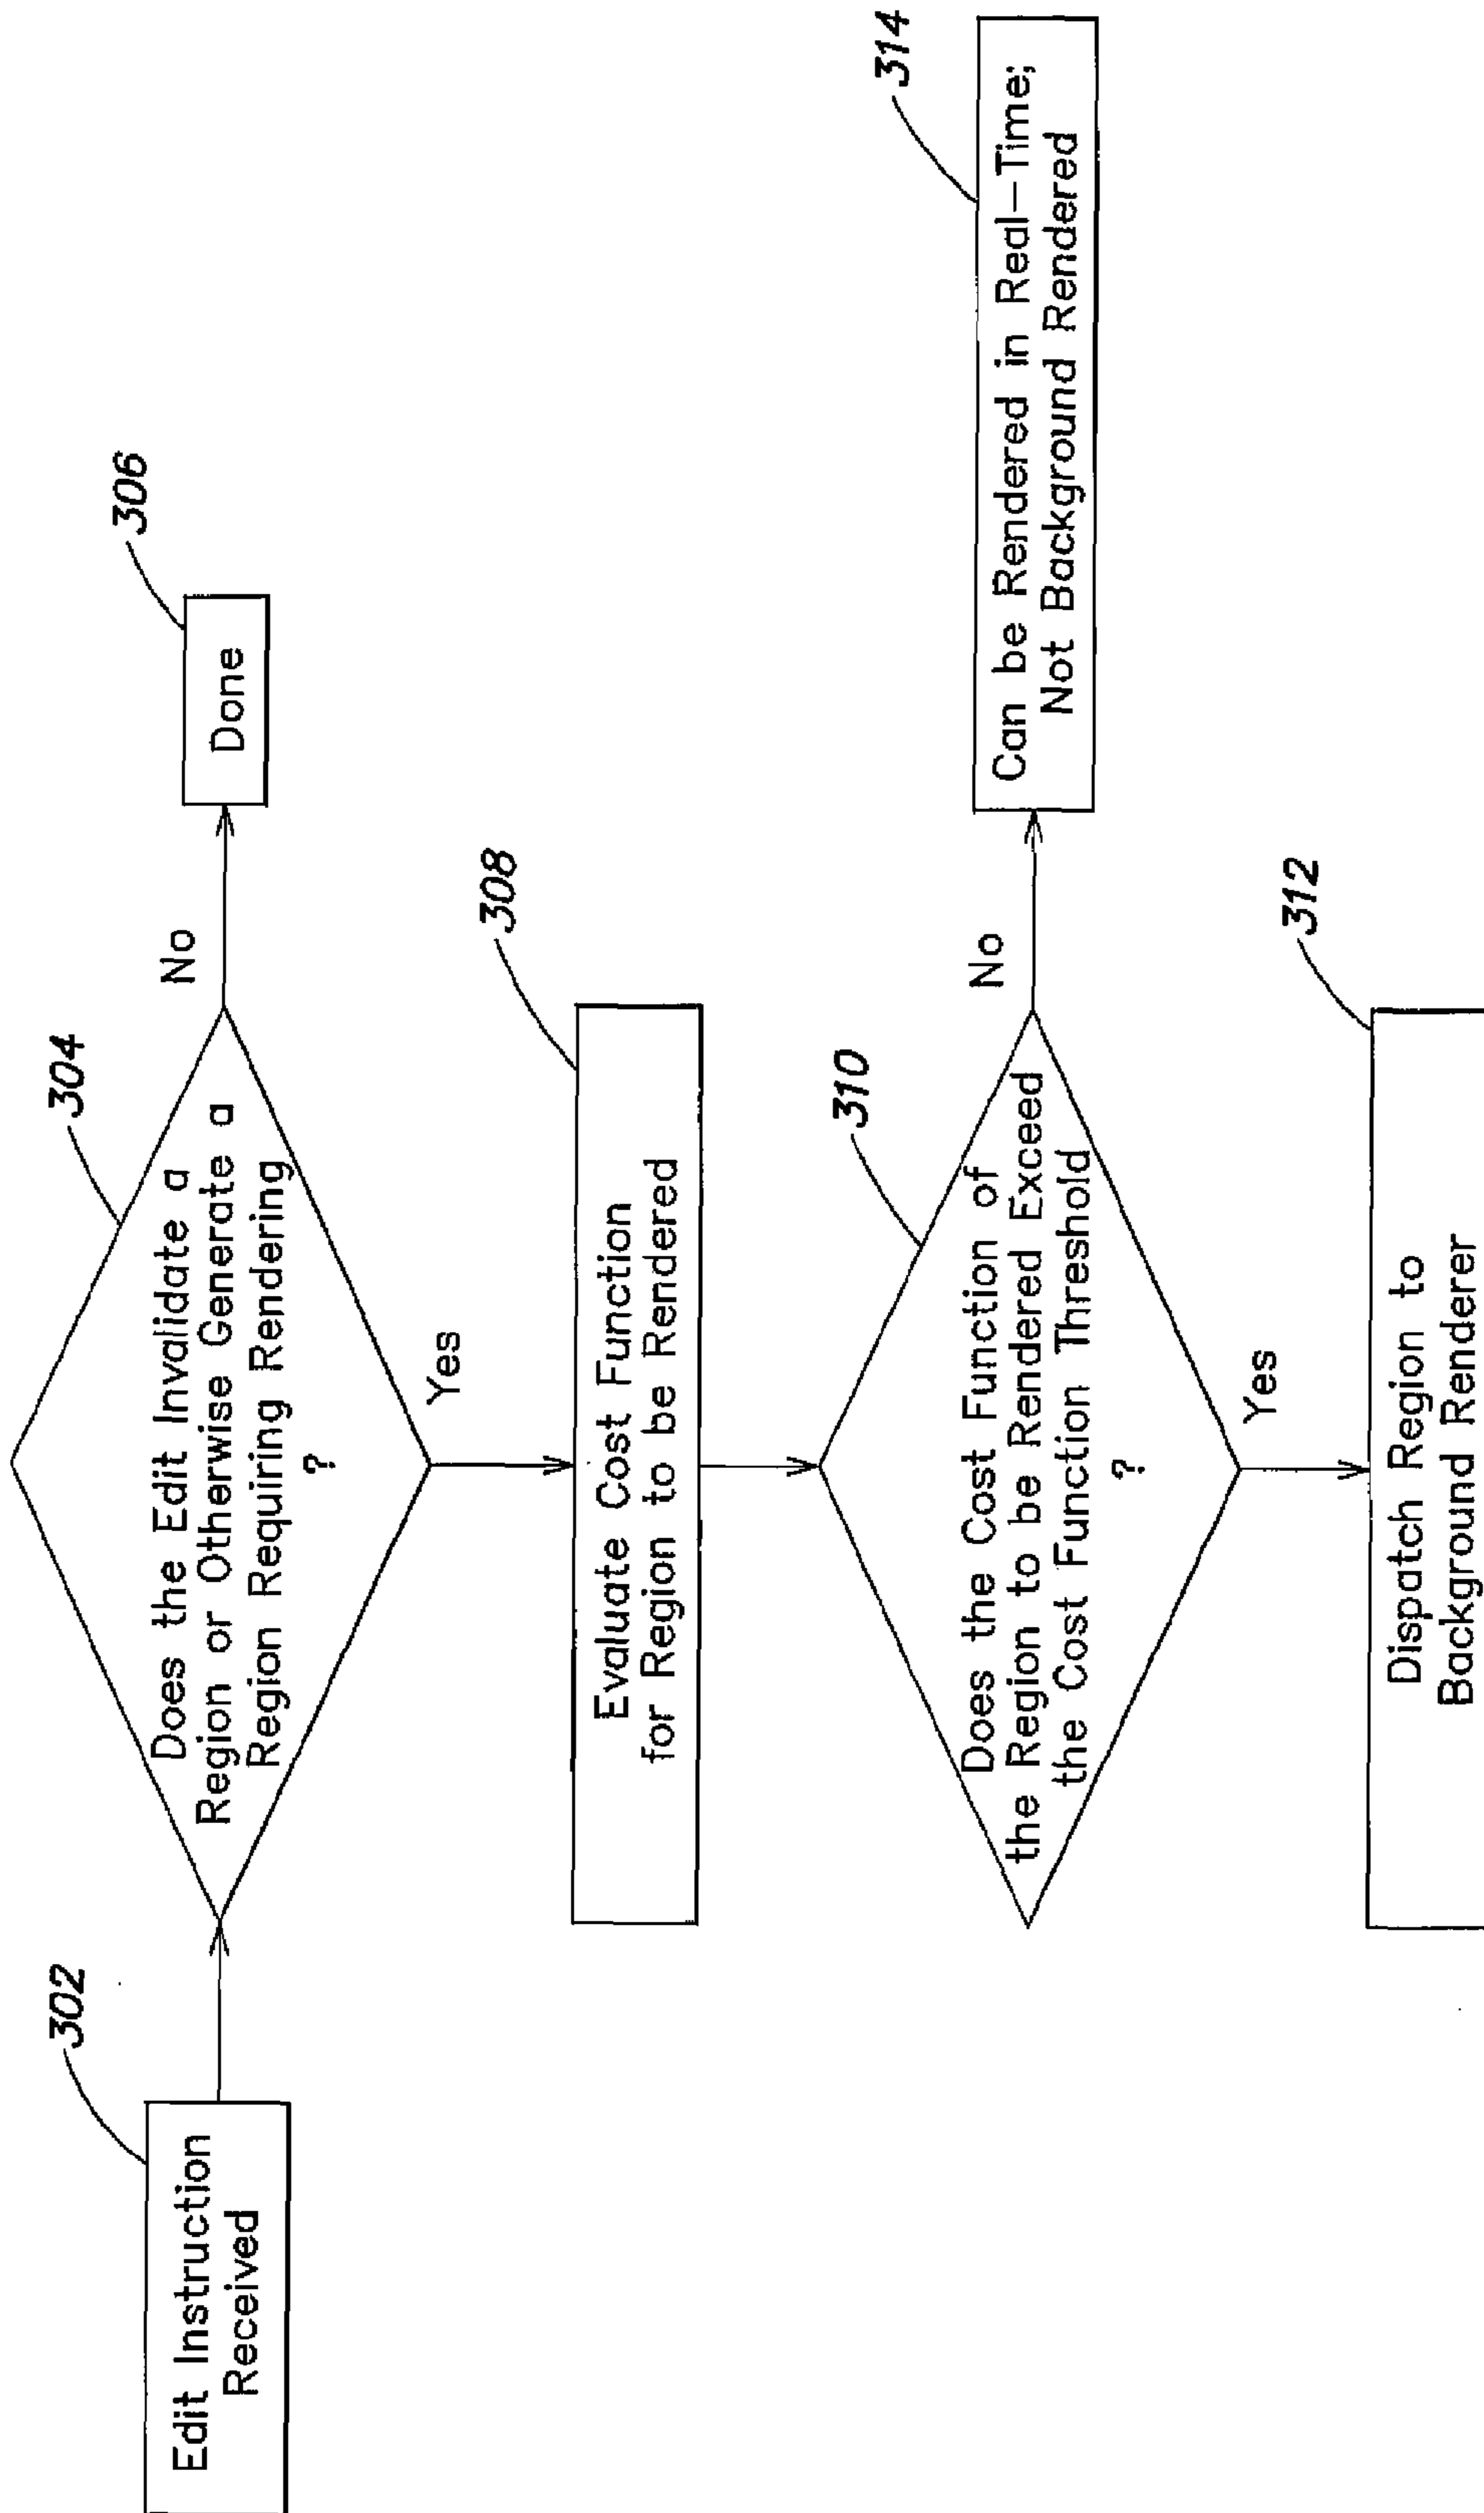 302
Edit Instruction
Received
304
Does the Edit Invalidate a
Region or Otherwise Generate a
Region Requiring Rendering
?
No
306
Done
Yes
308
Evaluate Cost Function
for Region to be Rendered
310
Does the Cost Function of
the Region to be Rendered Exceed
the Cost Function Threshold
?
No
314
Can be Rendered in Real-Time;
Not Background Rendered
Yes
312
Dispatch Region to
Background Renderer